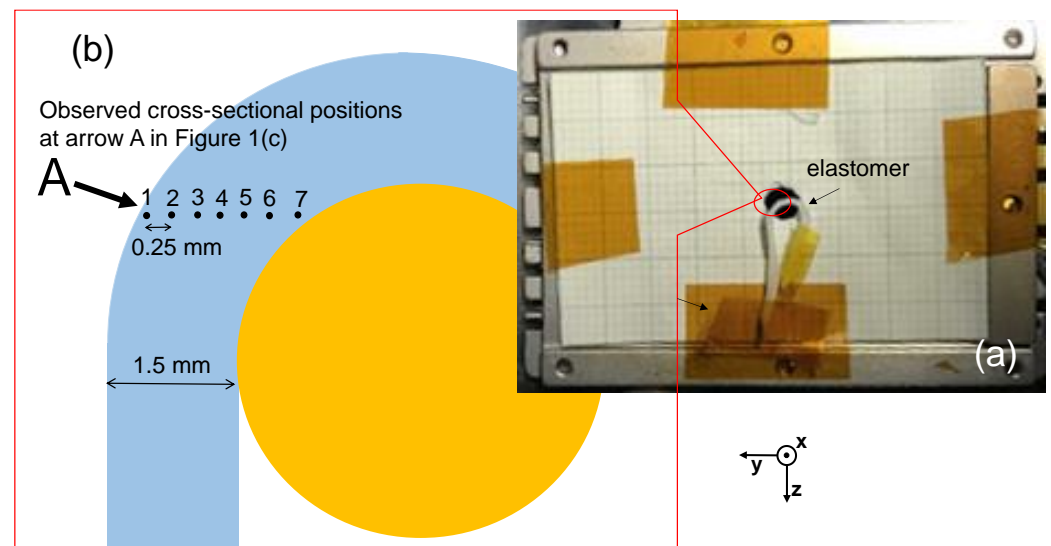 (b)
Observed cross-sectional positions
at arrow A in Figure 1(c)
A
1 2 3 4 5 6 7
0.25 mm
1.5 mm
elastomer
(a)
x
y
z